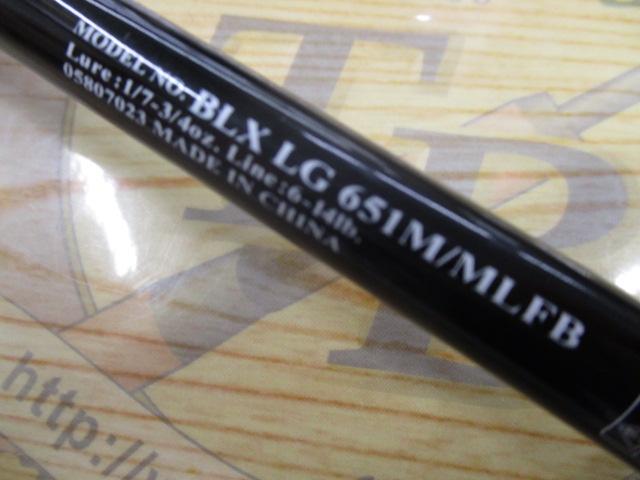 MODEL NO. BLX LG 651M/MLFB
Lure:1/7-3/4oz. Line:6-14lb.
05807023 MADE IN CHINA
TB
http://